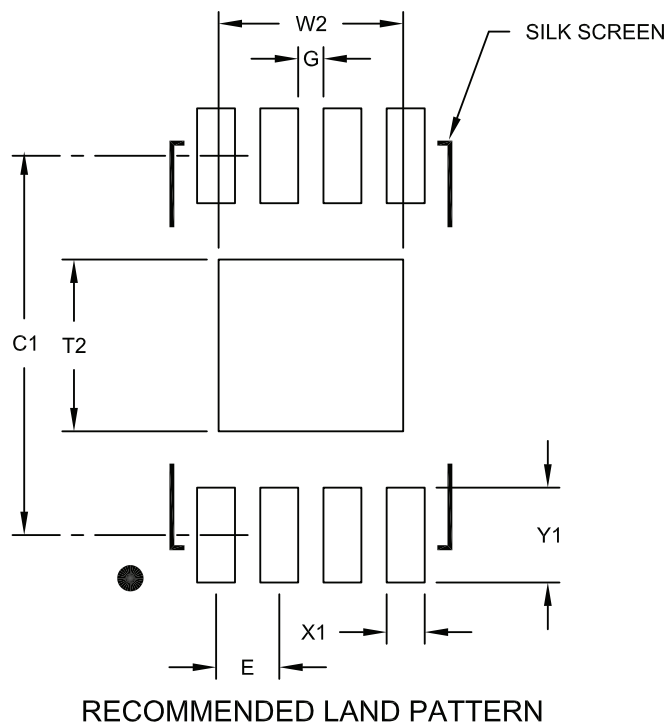 W2
G
SILK SCREEN
C1
T2
Y1
X1
E
RECOMMENDED LAND PATTERN